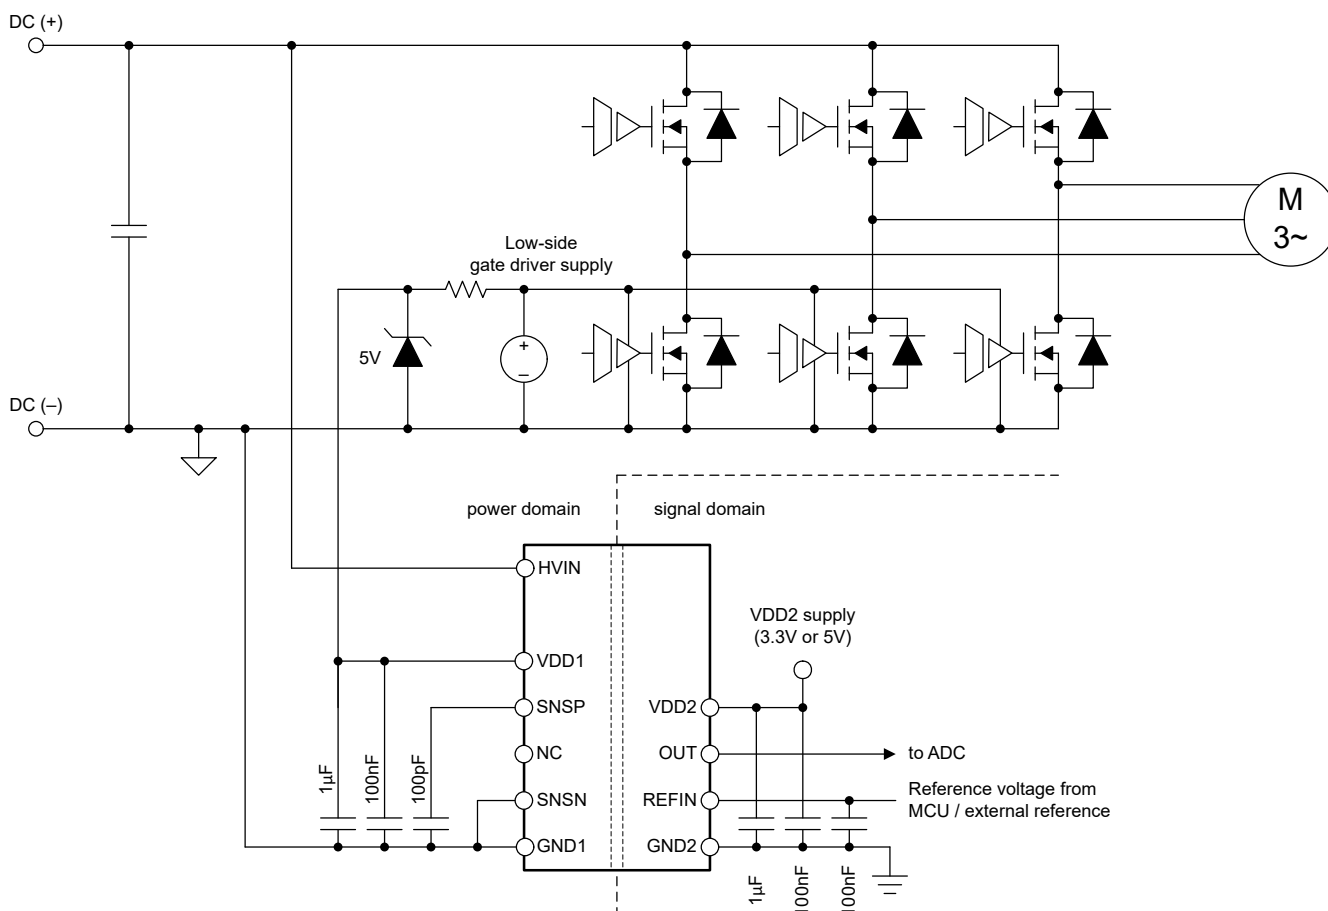 DC (+)
M
3~
Low-side
gate driver supply
5V
+
–
DC (–)
power domain
signal domain
HVIN
VDD2 supply
(3.3V or 5V)
VDD1
SNSP
VDD2
NC
OUT
to ADC
1µF
100nF
100pF
SNSN
REFIN
Reference voltage from
MCU / external reference
GND1
GND2
1µF
100nF
100nF